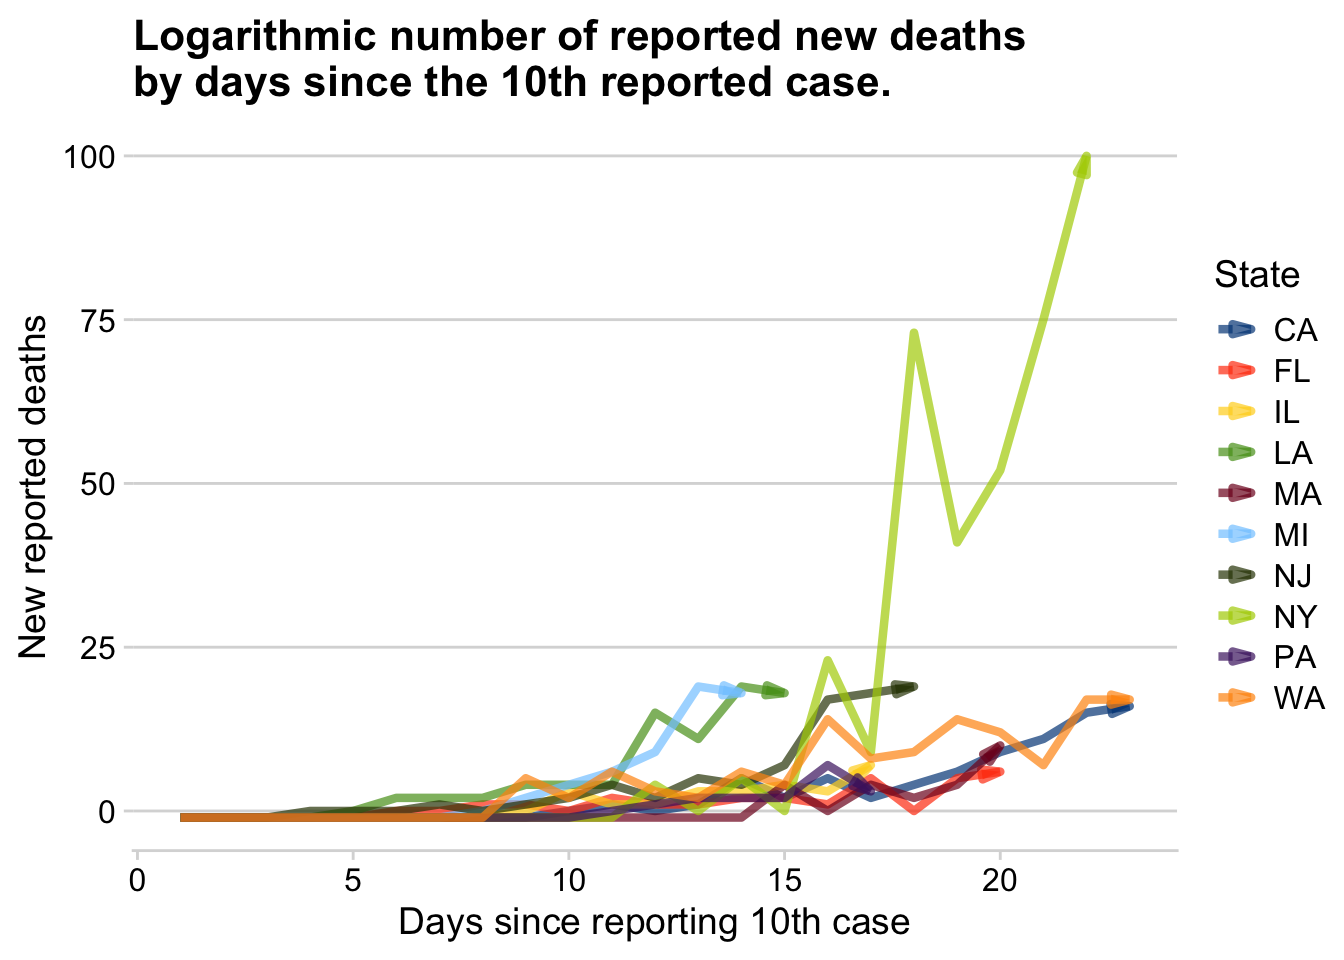 Logarithmic number of reported new deaths
by days since the 10th reported case.
New reported deaths
100
75
50
25
0
0
5
10
15
20
Days since reporting 10th case
State
CA
FL
IL
LA
MA
MI
NJ
NY
PA
WA